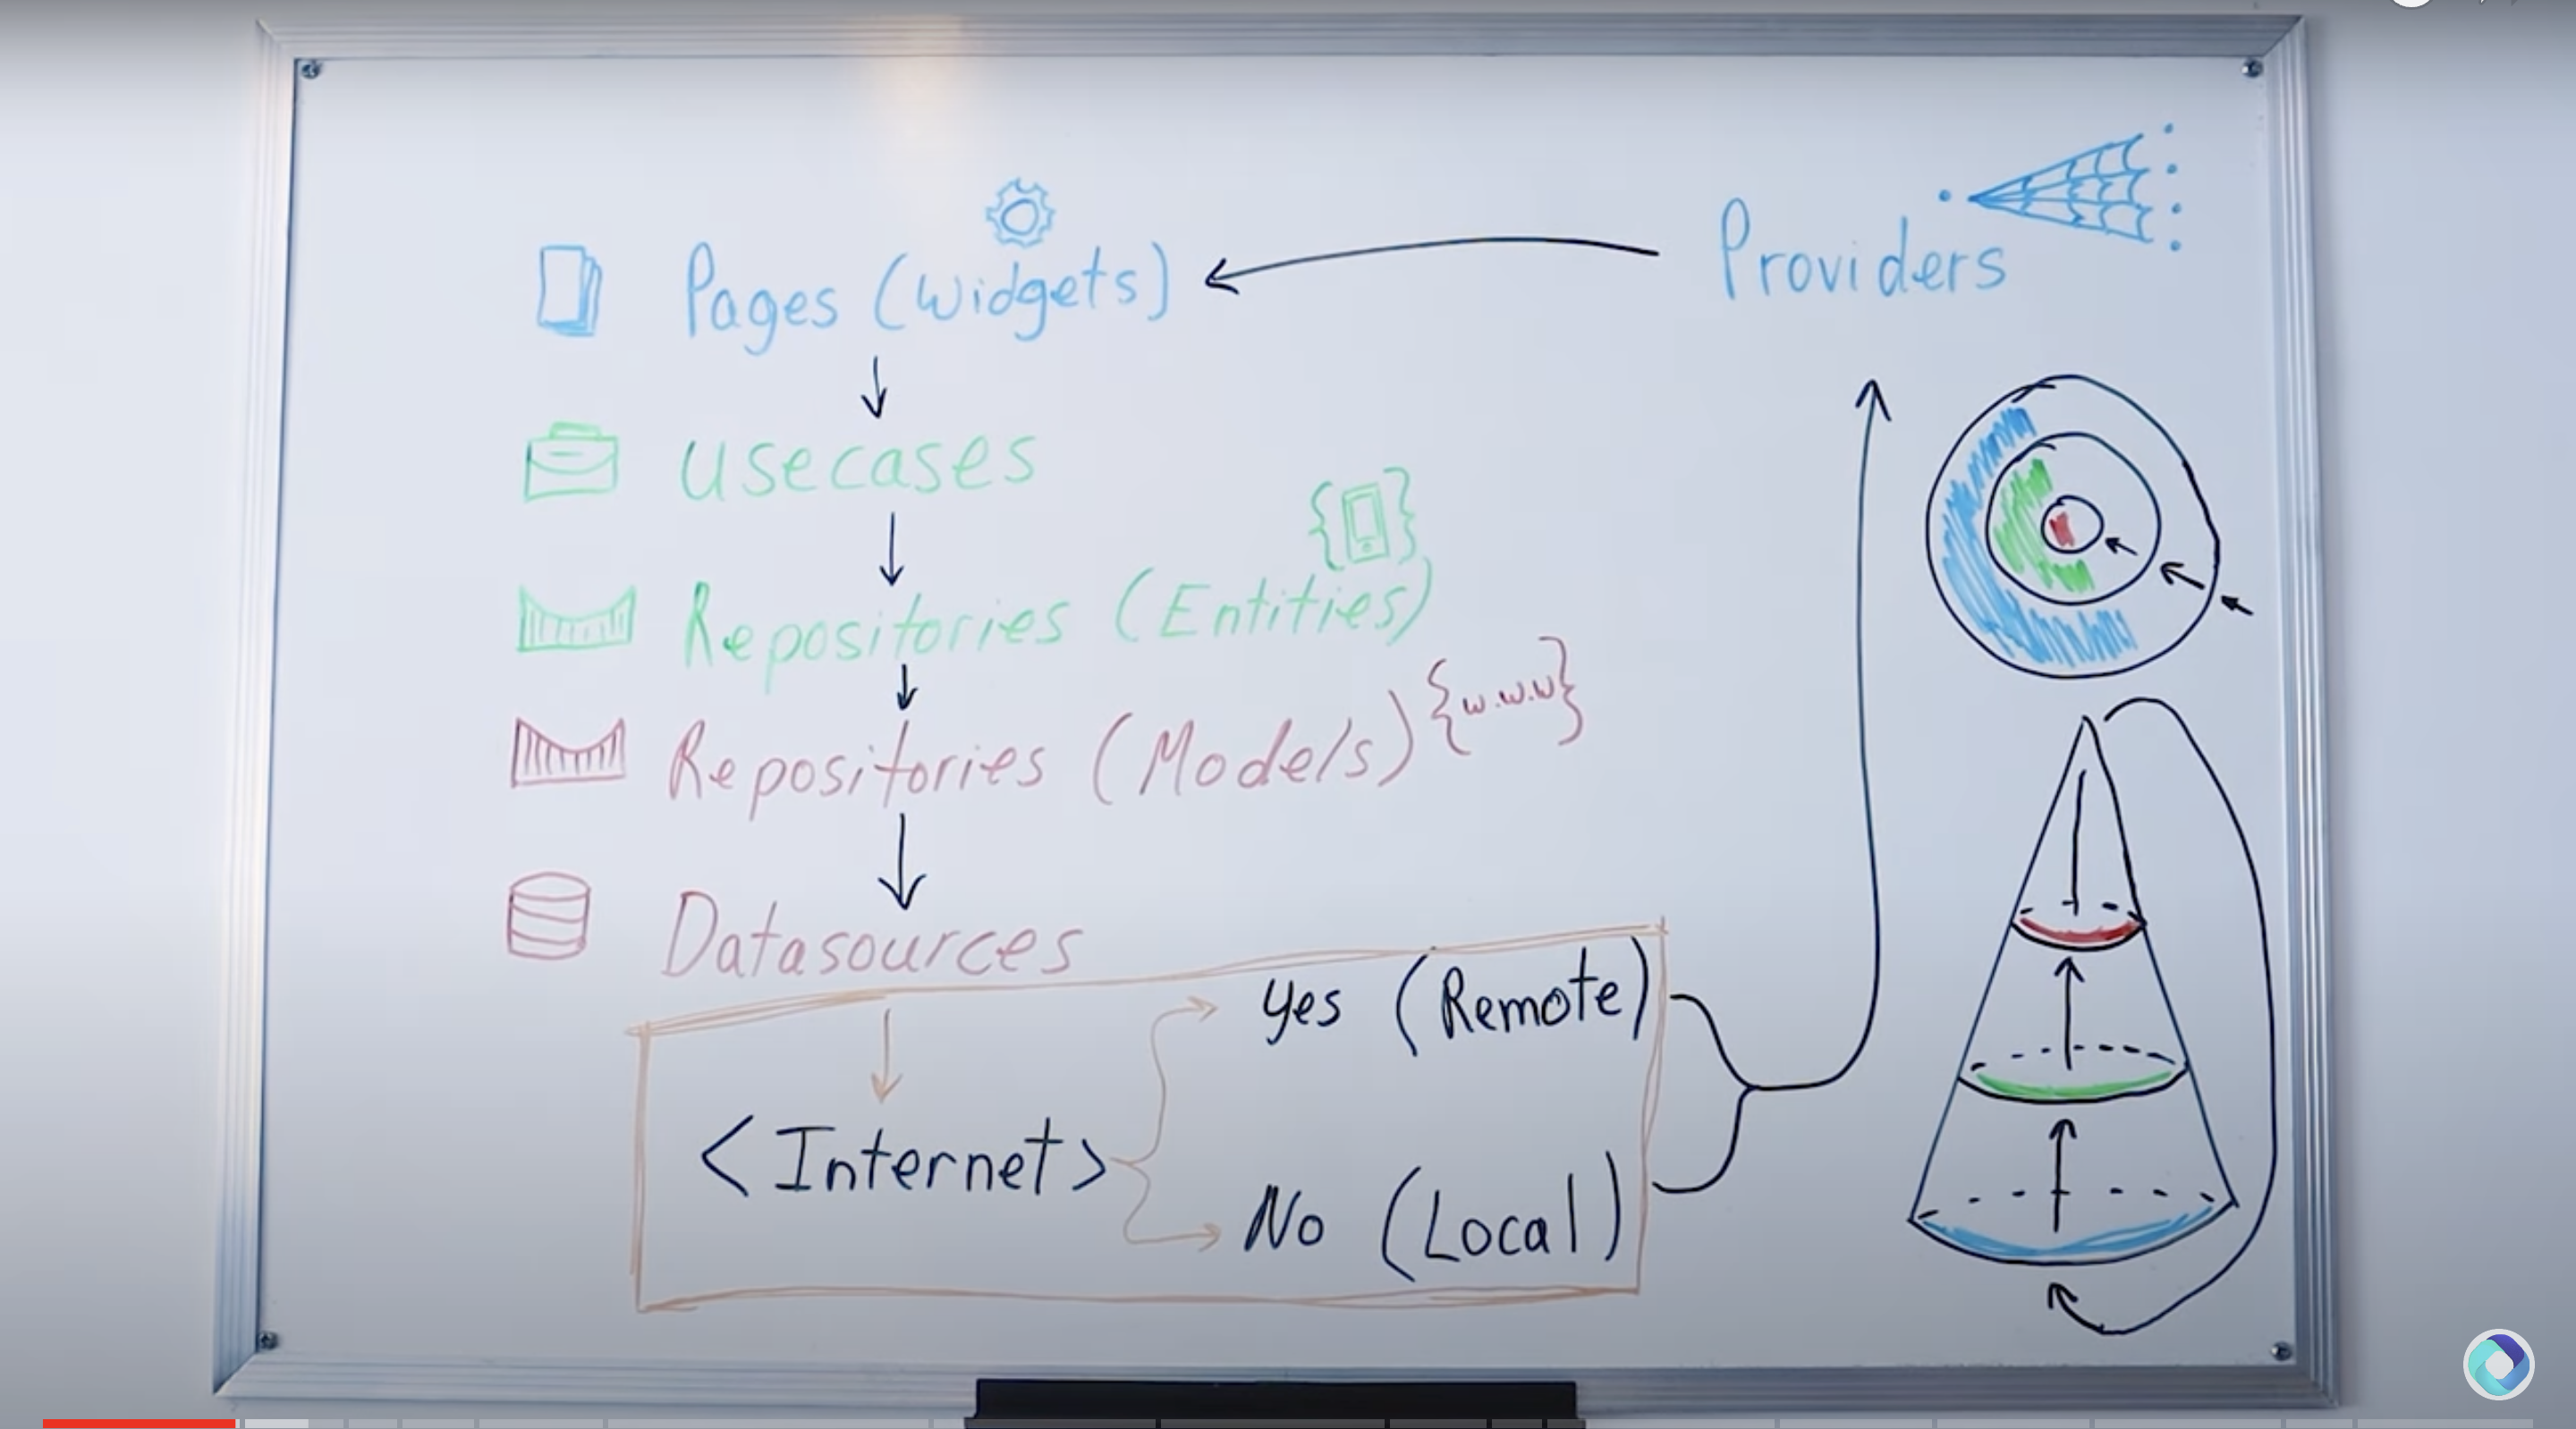 Pages (Widgets)
Providers
Usecases
Repositories (Entities)
Repositories (Models) {w.w.w}
Datasources
<Internet>
Yes (Remote)
No (Local)